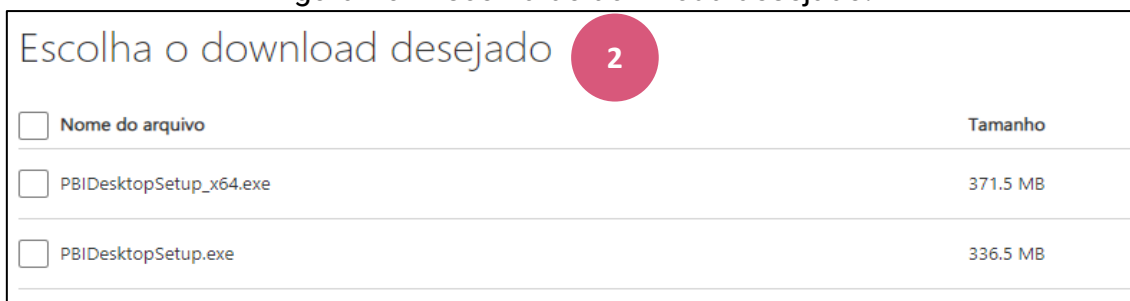 Escolha o download desejado
2
Nome do arquivo Tamanho
PBIDesktopSetup_x64.exe 371.5 MB
PBIDesktopSetup.exe 336.5 MB